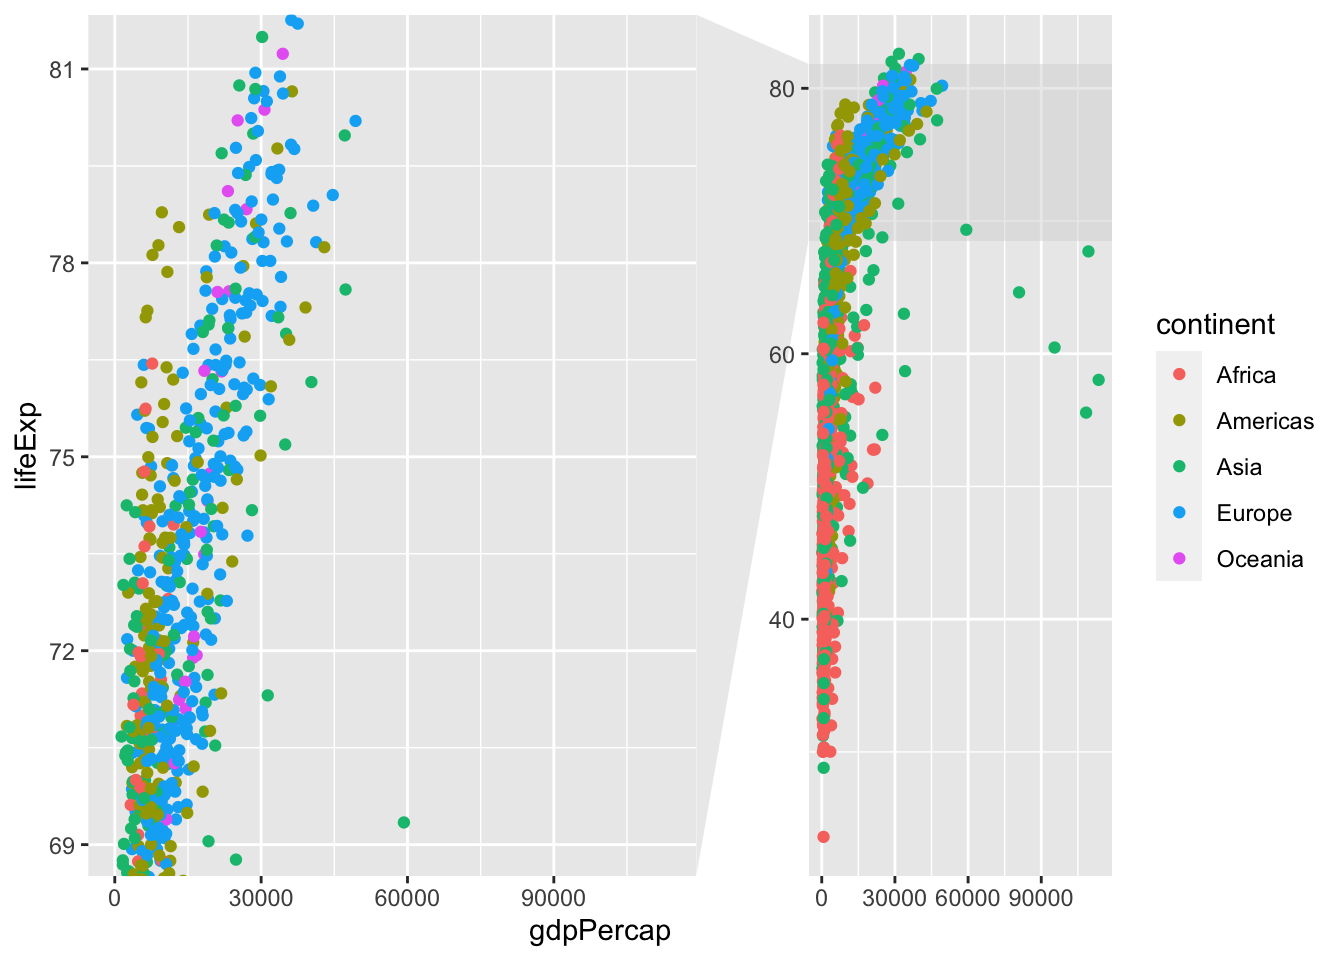 lifeExp
81
78
75
72
69
0 30000 60000 90000
80
60
40
0 30000 60000 90000
gdpPercap
continent
Africa
Americas
Asia
Europe
Oceania